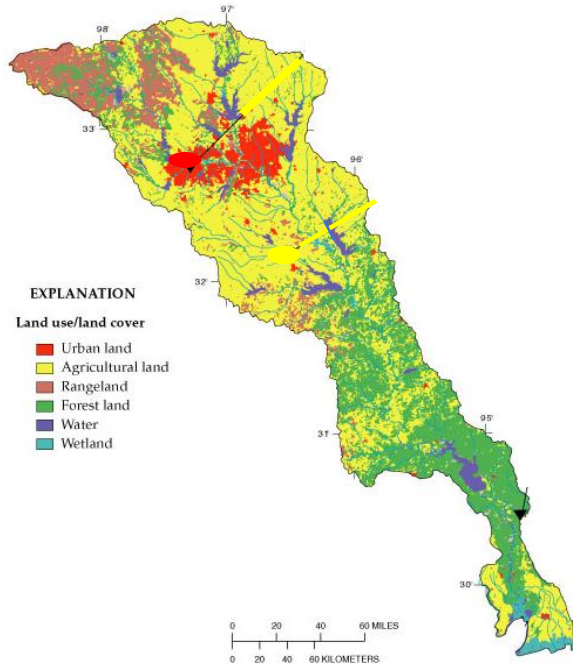 97'
98'
33'
96'
32'
EXPLANATION
Land use/land cover
Urban land
Agricultural land
Rangeland
Forest land
Water
Wetland
31'
95'
30'
0 20 40 60 MILES
0 20 40 60 KILOMETERS